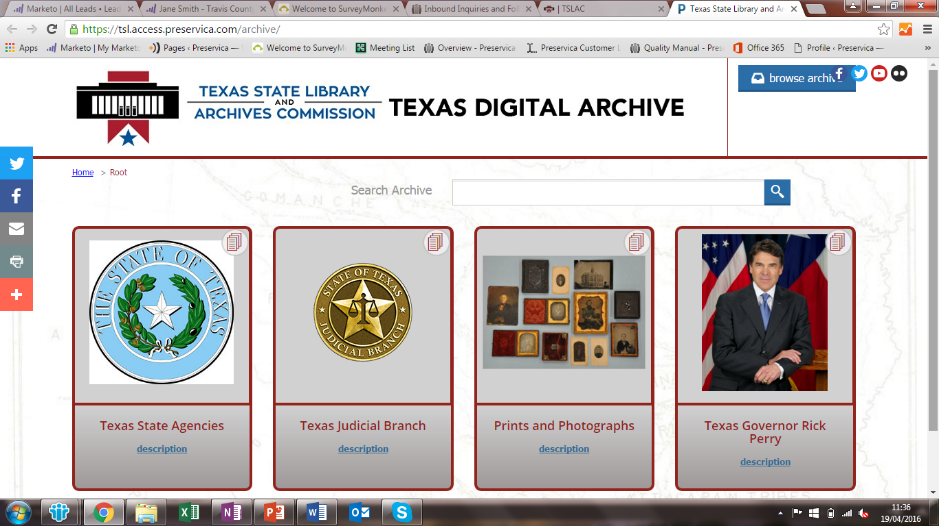 Marketo | All Leads • Lead
Jane Smith - Travis Count
Welcome to SurveyMonk
Inbound Inquiries and Fol
| TSLAC
Texas State Library and Ar
https://tsl.access.preservica.com/archive/
Apps
Marketo | My Marketo
Pages ‹ Preservica —
Welcome to SurveyM
Meeting List
Overview - Preservica
Preservica Customer
Quality Manual - Pres
Office 365
Profile ‹ Preservica —
»
TEXAS STATE LIBRARY
AND
ARCHIVES COMMISSION
TEXAS DIGITAL ARCHIVE
browse archiv
Home > Root
Search Archive
THE STATE OF TEXAS
STATE OF TEXAS
JUDICIAL BRANCH
Texas State Agencies
description
Texas Judicial Branch
description
Prints and Photographs
description
Texas Governor Rick
Perry
description
COMANCHE
TRIBES
11:36
19/04/2016